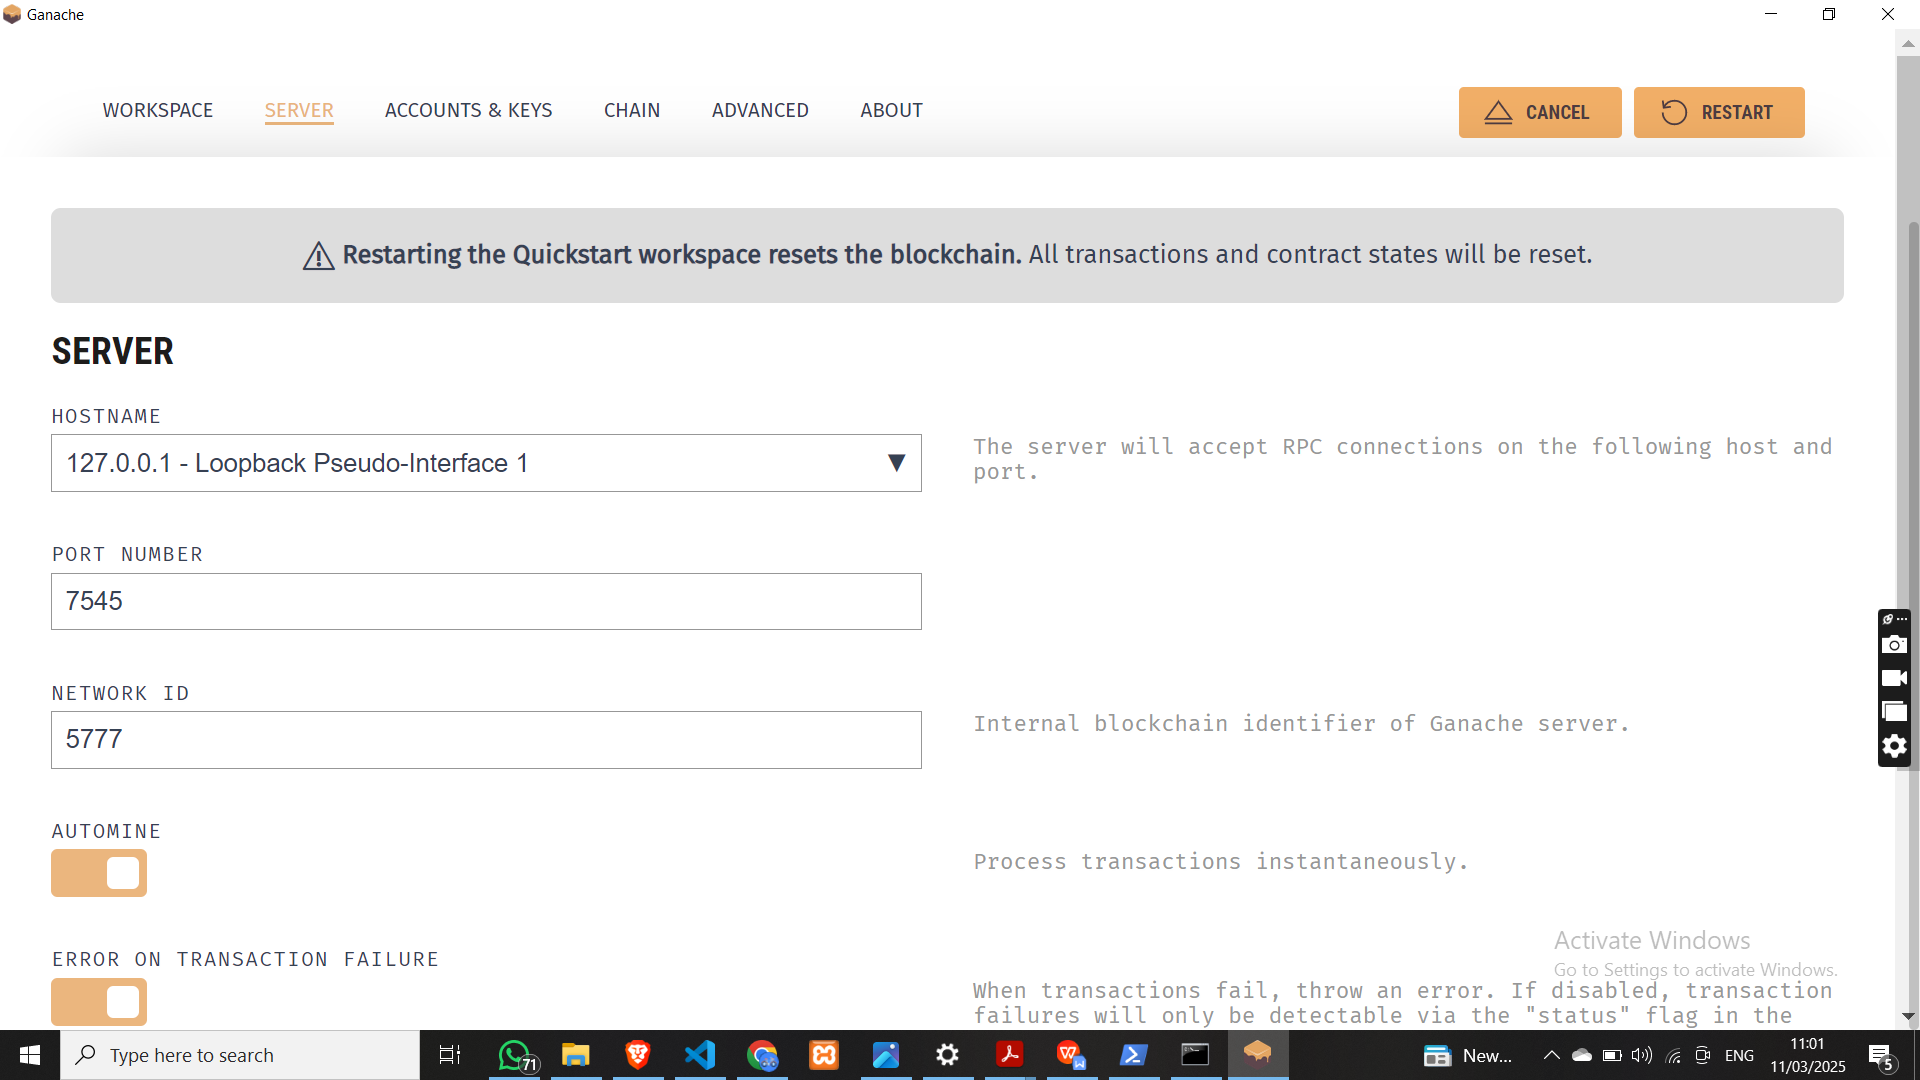 Ganache
WORKSPACE SERVER ACCOUNTS & KEYS CHAIN ADVANCED ABOUT CANCEL RESTART
Restarting the Quickstart workspace resets the blockchain. All transactions and contract states will be reset.
SERVER
HOSTNAME
127.0.0.1 - Loopback Pseudo-Interface 1
The server will accept RPC connections on the following host and
port.
PORT NUMBER
7545
NETWORK ID
5777
Internal blockchain identifier of Ganache server.
AUTOMINE
Process transactions instantaneously.
ERROR ON TRANSACTION FAILURE
When transactions fail, throw an error. If disabled, transaction
failures will only be detectable via the "status" flag in the
Activate Windows
Go to Settings to activate Windows.
Type here to search
71
New...
ENG
11:01
11/03/2025
5